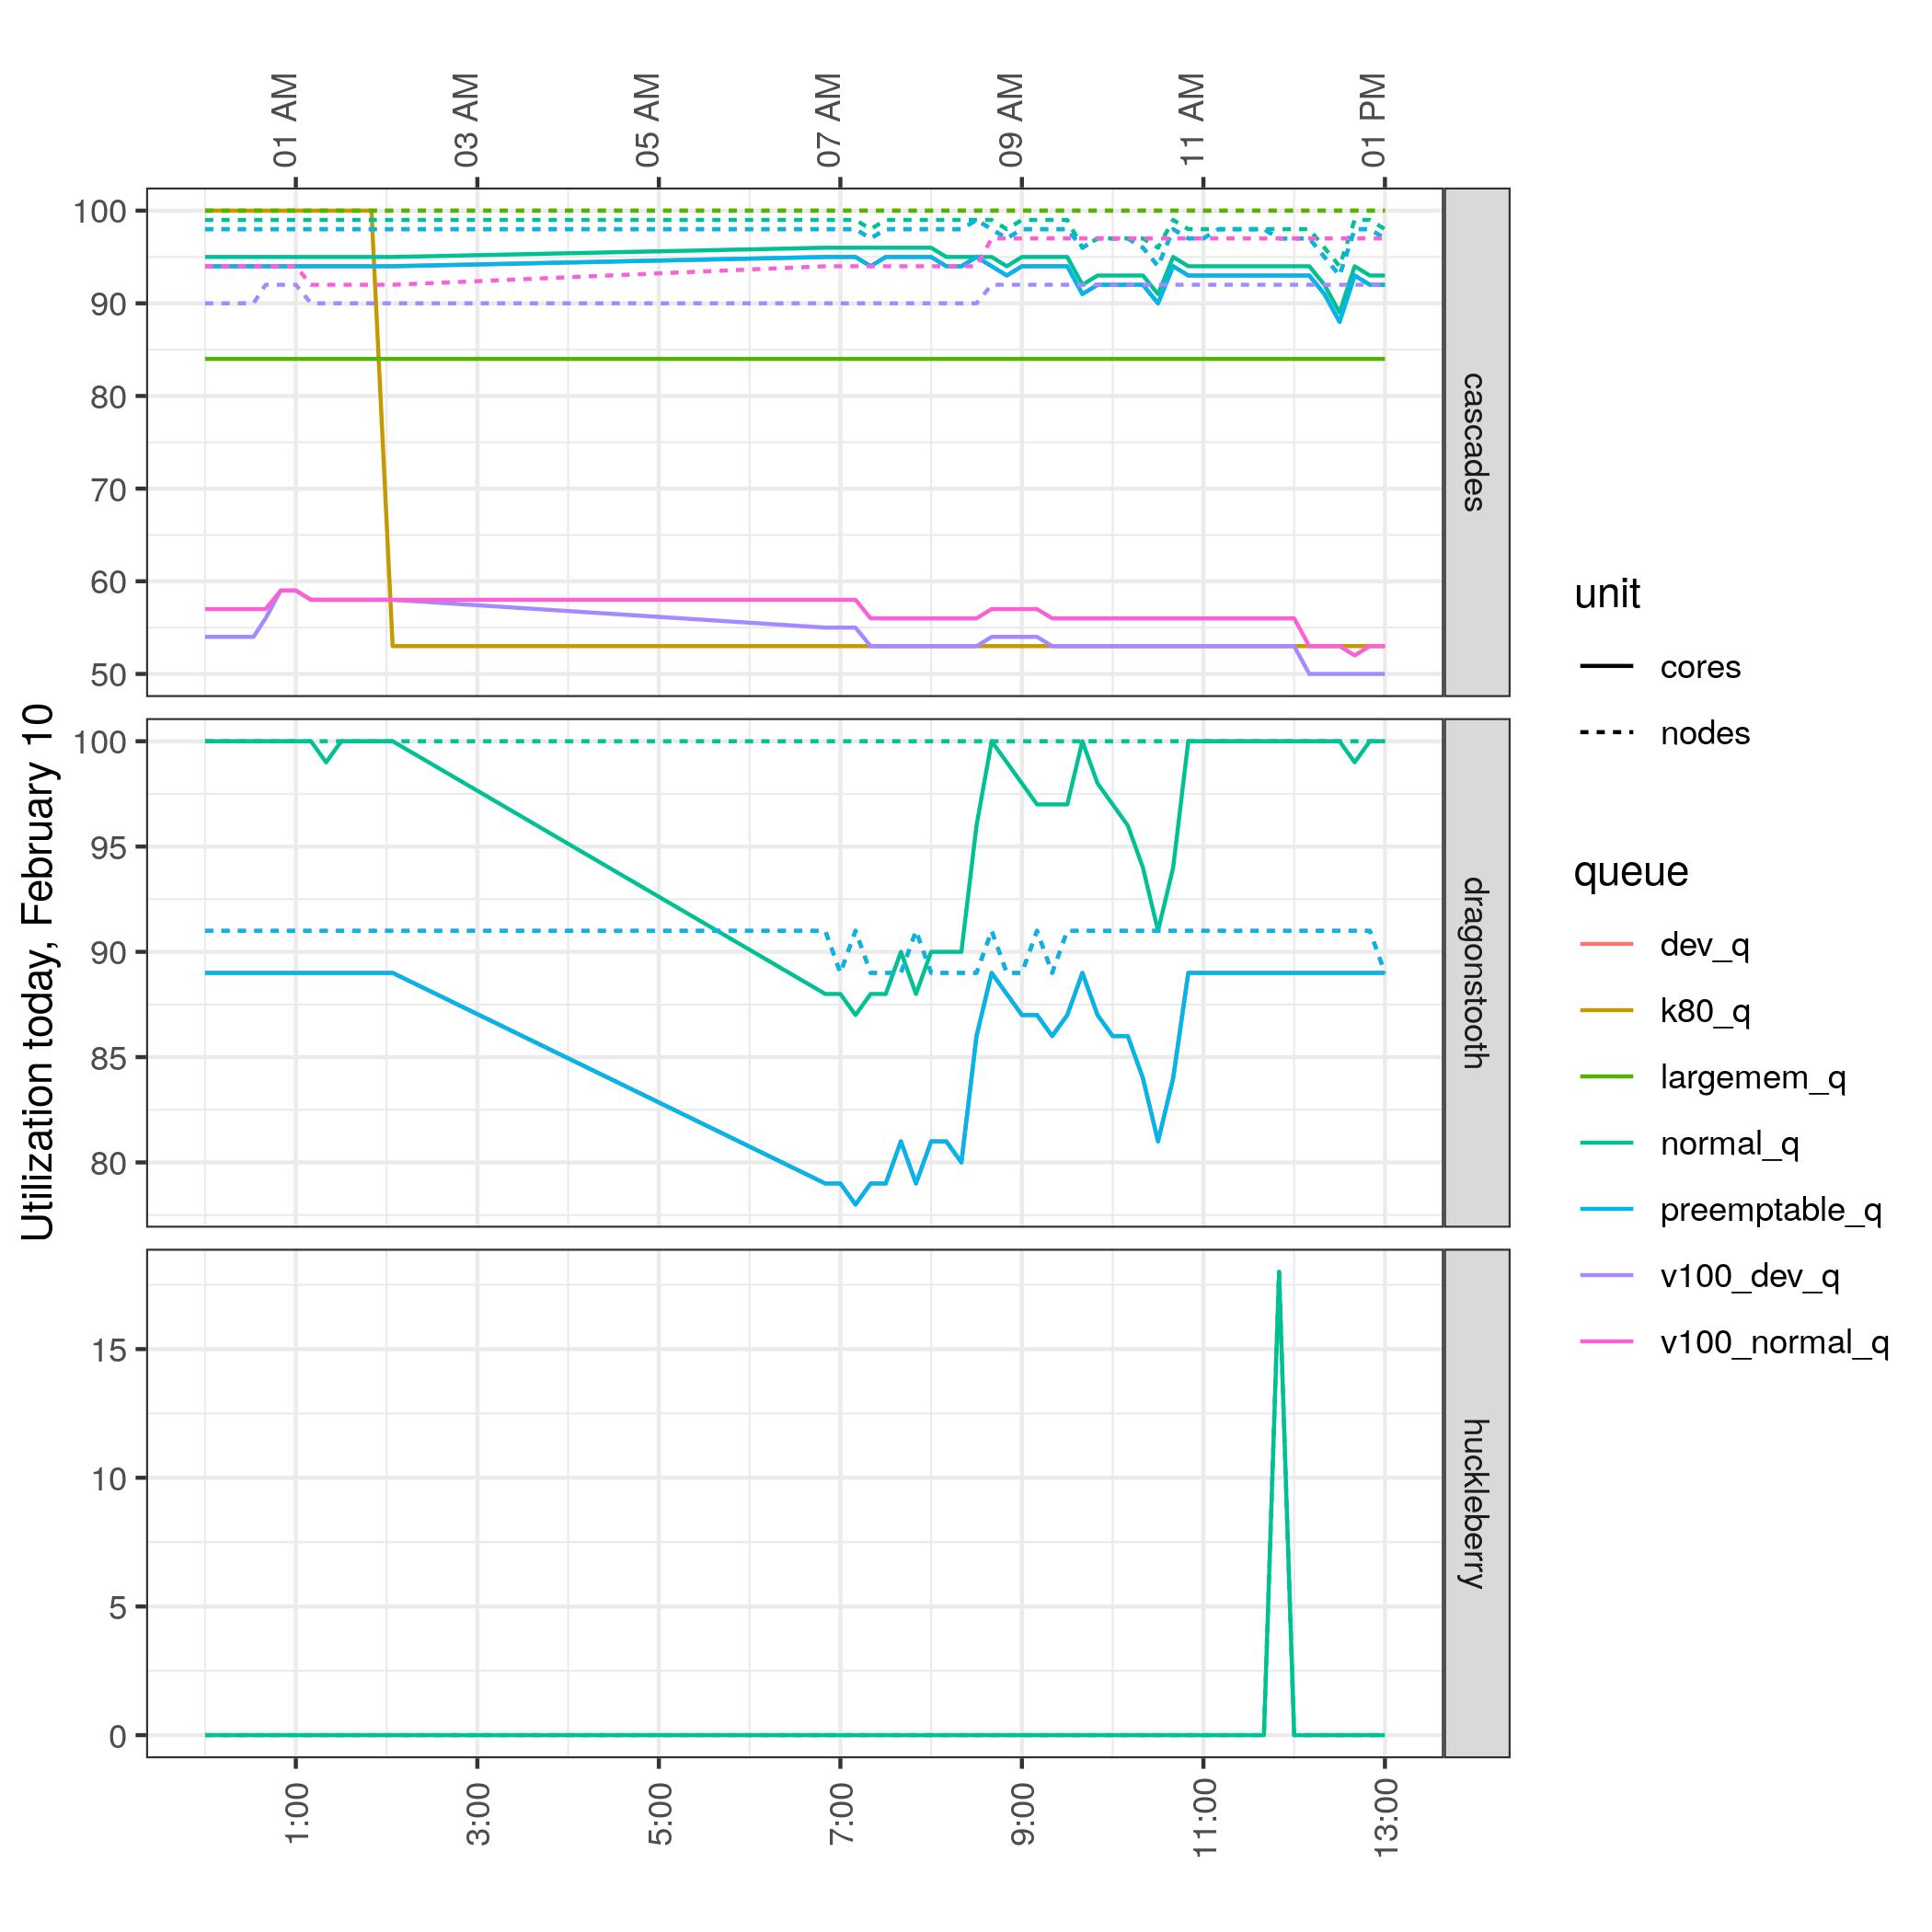 01 AM
03 AM
05 AM
07 AM
09 AM
11 AM
01 PM
Utilization today, February 10
100
90
80
70
60
50
cascades
100
95
90
85
80
dragonstooth
15
10
5
0
huckleberry
1:00
3:00
5:00
7:00
9:00
11:00
13:00
unit
cores
nodes
queue
dev_q
k80_q
largemem_q
normal_q
preemptable_q
v100_dev_q
v100_normal_q